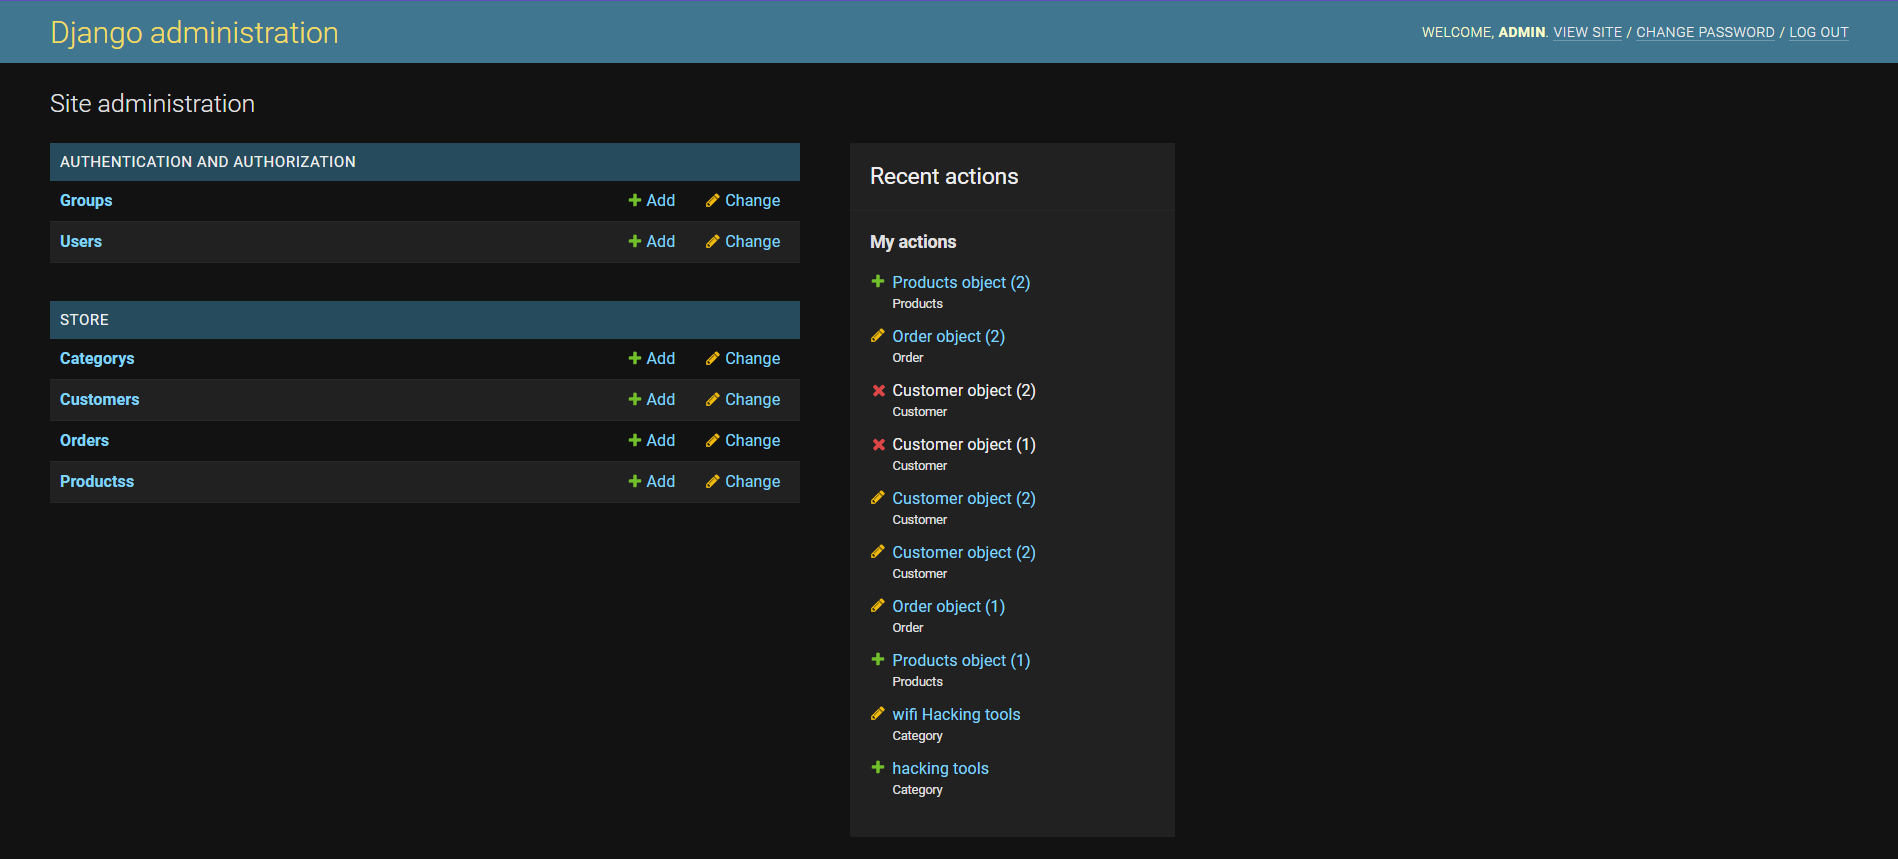 Django administration
WELCOME, ADMIN. VIEW SITE / CHANGE PASSWORD / LOG OUT
Site administration
AUTHENTICATION AND AUTHORIZATION
Groups Add Change
Users Add Change
STORE
Categorys Add Change
Customers Add Change
Orders Add Change
Productss Add Change
Recent actions
My actions
Products object (2)
Products
Order object (2)
Order
Customer object (2)
Customer
Customer object (1)
Customer
Customer object (2)
Customer
Customer object (2)
Customer
Order object (1)
Order
Products object (1)
Products
wifi Hacking tools
Category
hacking tools
Category